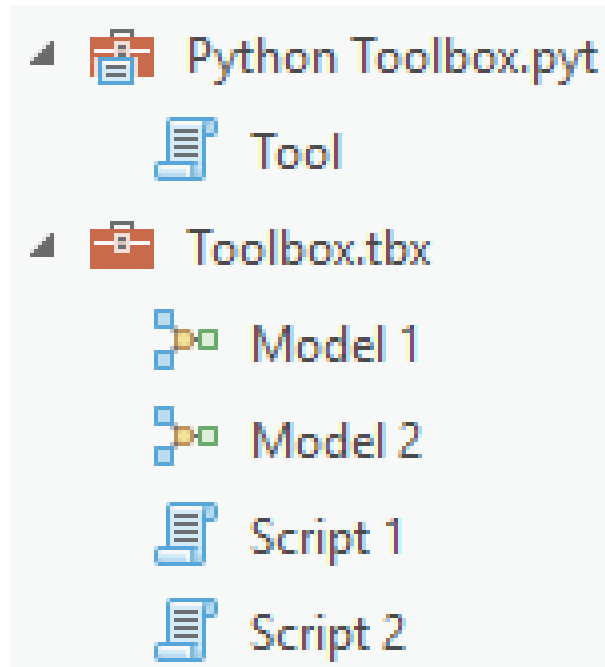 Python Toolbox.pyt
Tool
Toolbox.tbx
Model 1
Model 2
Script 1
Script 2